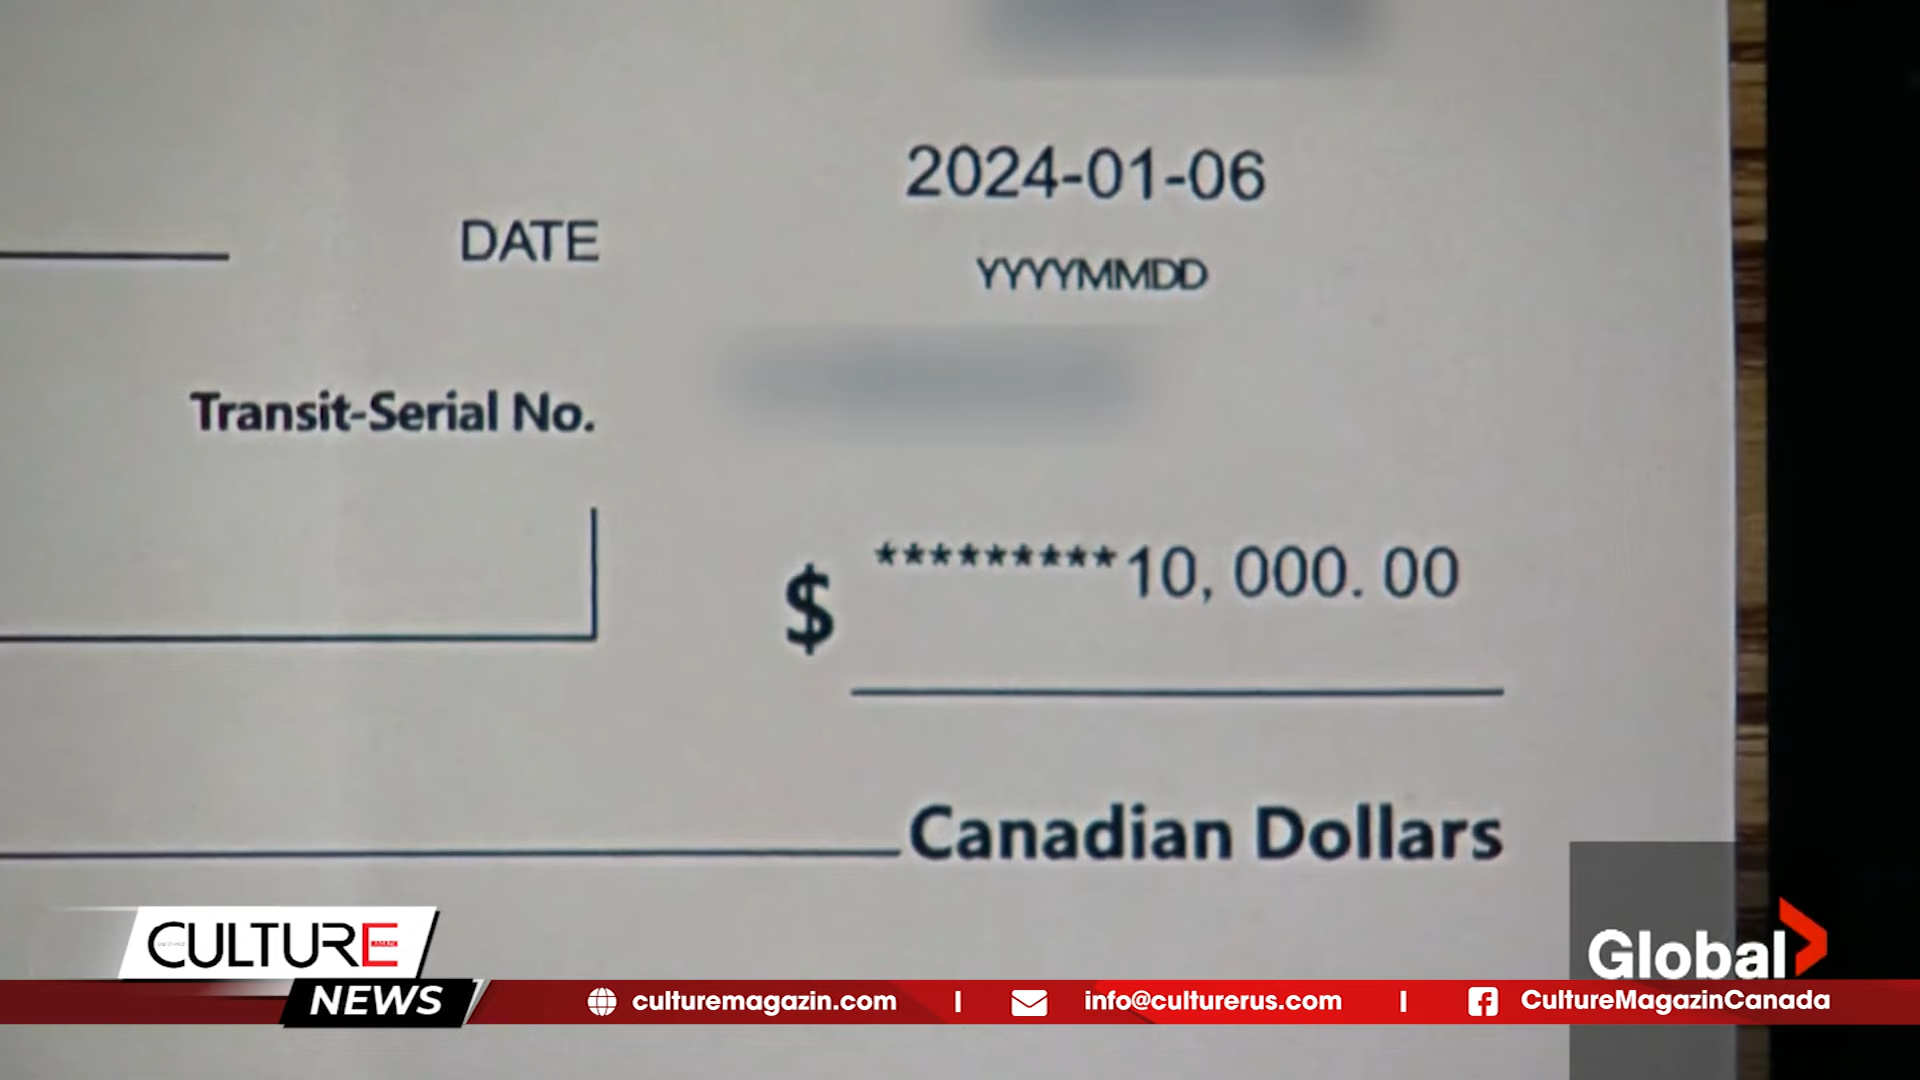 2024-01-06
DATE
YYYYMMDD
Transit-Serial No.
$ *********10,000.00
Canadian Dollars
CULTURE
MAGAZIN
NEWS
Global
culturemagazin.com | info@culturerus.com | CultureMagazinCanada